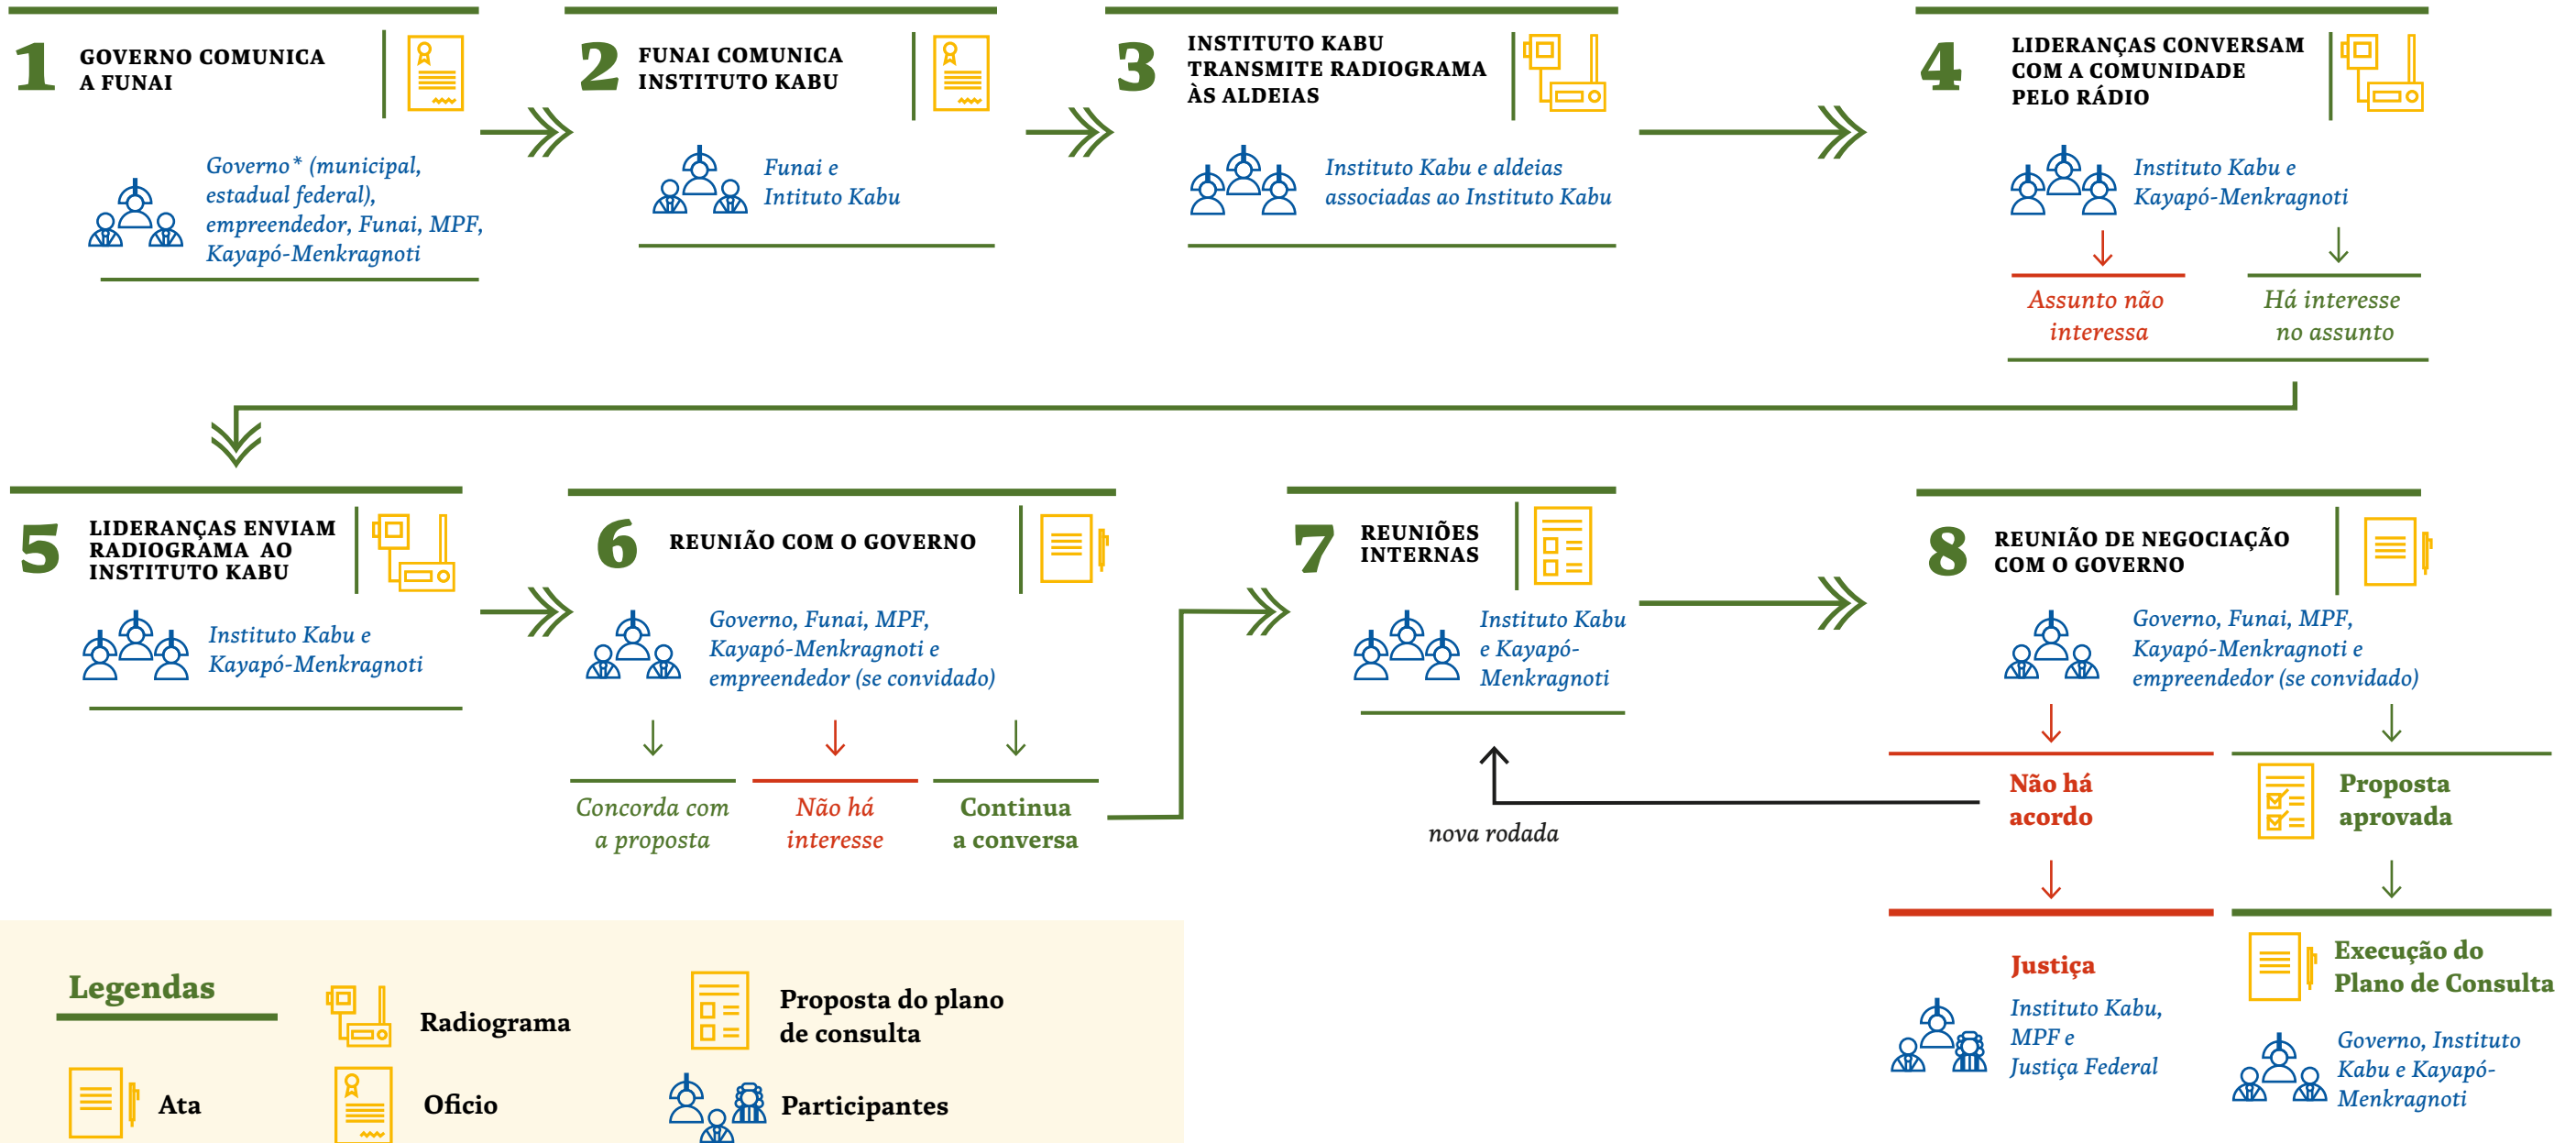 1
GOVERNO COMUNICA
A FUNAI
Governo* (municipal,
estadual federal),
empreendedor, Funai, MPF,
Kayapó-Menkragnoti
2
FUNAI COMUNICA
INSTITUTO KABU
Funai e
Intituto Kabu
3
INSTITUTO KABU
TRANSMITE RADIOGRAMA
ÀS ALDEIAS
Instituto Kabu e aldeias
associadas ao Instituto Kabu
4
LIDERANÇAS CONVERSAM
COM A COMUNIDADE
PELO RÁDIO
Instituto Kabu e
Kayapó-Menkragnoti
Assunto não
interessa
Há interesse
no assunto
5
LIDERANÇAS ENVIAM
RADIOGRAMA AO
INSTITUTO KABU
Instituto Kabu e
Kayapó-Menkragnoti
6
REUNIÃO COM O GOVERNO
Governo, Funai, MPF,
Kayapó-Menkragnoti e
empreendedor (se convidado)
Concorda com
a proposta
Não há
interesse
Continua
a conversa
7
REUNIÕES
INTERNAS
Instituto Kabu
e Kayapó-
Menkragnoti
nova rodada
8
REUNIÃO DE NEGOCIAÇÃO
COM O GOVERNO
Governo, Funai, MPF,
Kayapó-Menkragnoti e
empreendedor (se convidado)
Não há
acordo
Proposta
aprovada
Justiça
Instituto Kabu,
MPF e
Justiça Federal
Execução do
Plano de Consulta
Governo, Instituto
Kabu e Kayapó-
Menkragnoti
Legendas
Radiograma
Proposta do plano
de consulta
Ata
Oficio
Participantes